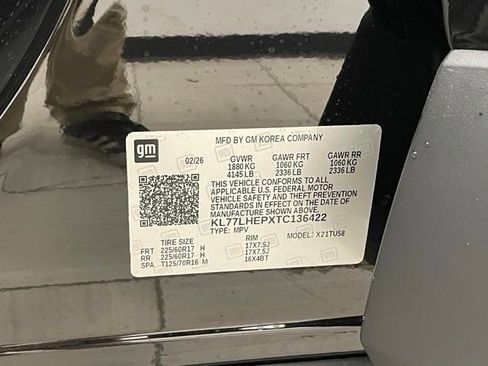 MFD BY GM KOREA COMPANY
gm
02/26 GVWR GAWR FRT GAWR RR
1880 KG 1060 KG 1060 KG
4145 LB 2336 LB 2336 LB
THIS VEHICLE CONFORMS TO ALL
APPLICABLE U.S. FEDERAL MOTOR
VEHICLE SAFETY AND THEFT PREVENTION
STANDARDS IN EFFECT ON THE DATE OF
MANUFACTURE SHOWN ABOVE.
KL77LHEPXTC136422
TYPE: MPV MODEL: X21TU58
TIRE SIZE RIM
FRT 225/60R17 H 17X7.5J
RR 225/60R17 H 17X7.5J
SPA T125/70R16 M 16X4BT